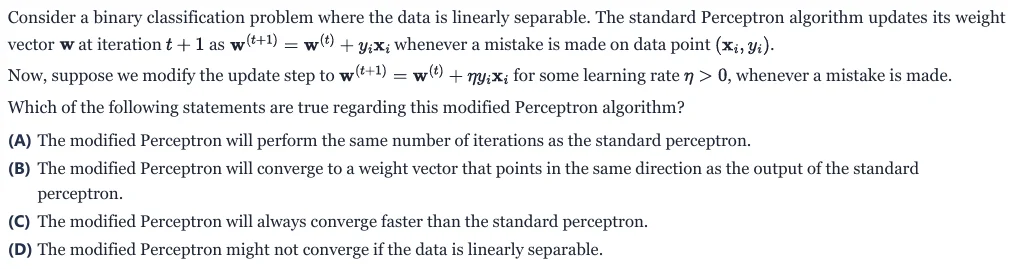 Consider a binary classification problem where the data is linearly separable. The standard Perceptron algorithm updates its weight
vector w at iteration t + 1 as w^(t+1) = w^(t) + y_i x_i whenever a mistake is made on data point (x_i, y_i).
Now, suppose we modify the update step to w^(t+1) = w^(t) + ηy_i x_i for some learning rate η > 0, whenever a mistake is made.
Which of the following statements are true regarding this modified Perceptron algorithm?
(A) The modified Perceptron will perform the same number of iterations as the standard perceptron.
(B) The modified Perceptron will converge to a weight vector that points in the same direction as the output of the standard
perceptron.
(C) The modified Perceptron will always converge faster than the standard perceptron.
(D) The modified Perceptron might not converge if the data is linearly separable.